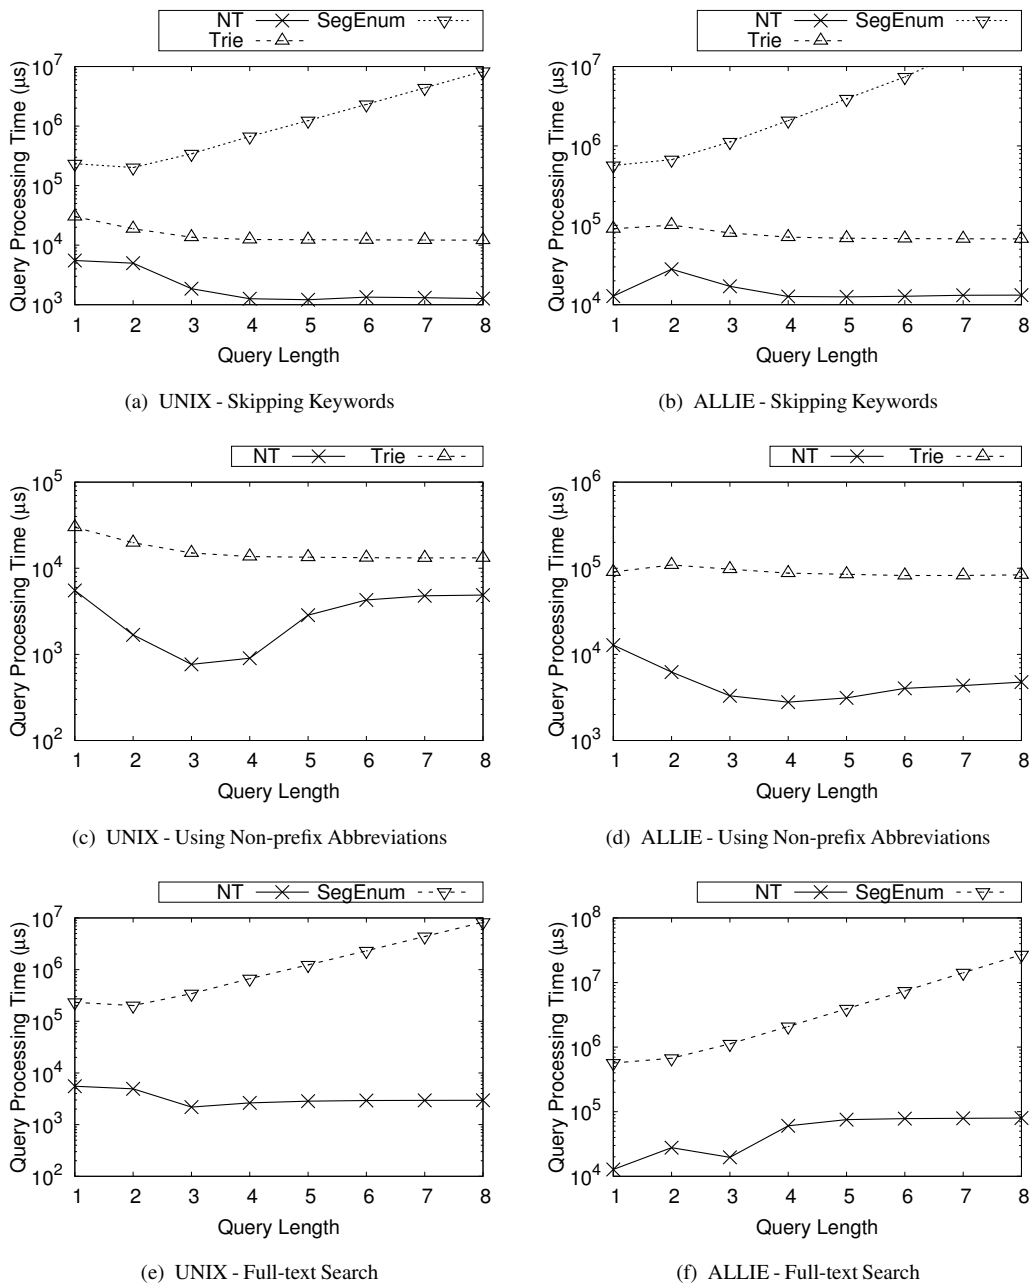 NT SegEnum
Trie
10^7
10^6
10^5
10^4
10^3
Query Processing Time (μs)
1 2 3 4 5 6 7 8
Query Length
(a) UNIX - Skipping Keywords
NT SegEnum
Trie
10^7
10^6
10^5
10^4
Query Processing Time (μs)
1 2 3 4 5 6 7 8
Query Length
(b) ALLIE - Skipping Keywords
NT Trie
10^5
10^4
10^3
10^2
Query Processing Time (μs)
1 2 3 4 5 6 7 8
Query Length
(c) UNIX - Using Non-prefix Abbreviations
NT Trie
10^6
10^5
10^4
10^3
Query Processing Time (μs)
1 2 3 4 5 6 7 8
Query Length
(d) ALLIE - Using Non-prefix Abbreviations
NT SegEnum
10^7
10^6
10^5
10^4
10^3
10^2
Query Processing Time (μs)
1 2 3 4 5 6 7 8
Query Length
(e) UNIX - Full-text Search
NT SegEnum
10^8
10^7
10^6
10^5
10^4
Query Processing Time (μs)
1 2 3 4 5 6 7 8
Query Length
(f) ALLIE - Full-text Search